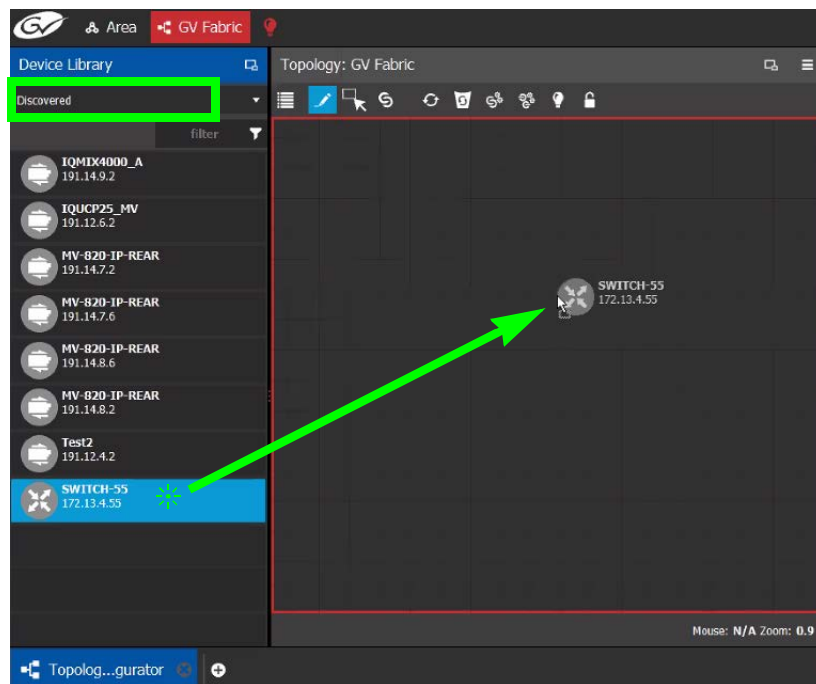 GV Area GV Fabric
Device Library
Topology: GV Fabric
Discovered
filter
IQMIX4000_A
191.14.9.2
IQUCP25_MV
191.12.6.2
MV-820-IP-REAR
191.14.7.2
MV-820-IP-REAR
191.14.7.6
MV-820-IP-REAR
191.14.8.6
MV-820-IP-REAR
191.14.8.2
Test2
191.12.4.2
SWITCH-55
172.13.4.55
SWITCH-55
172.13.4.55
Mouse: N/A Zoom: 0.9
Topolog...gurator